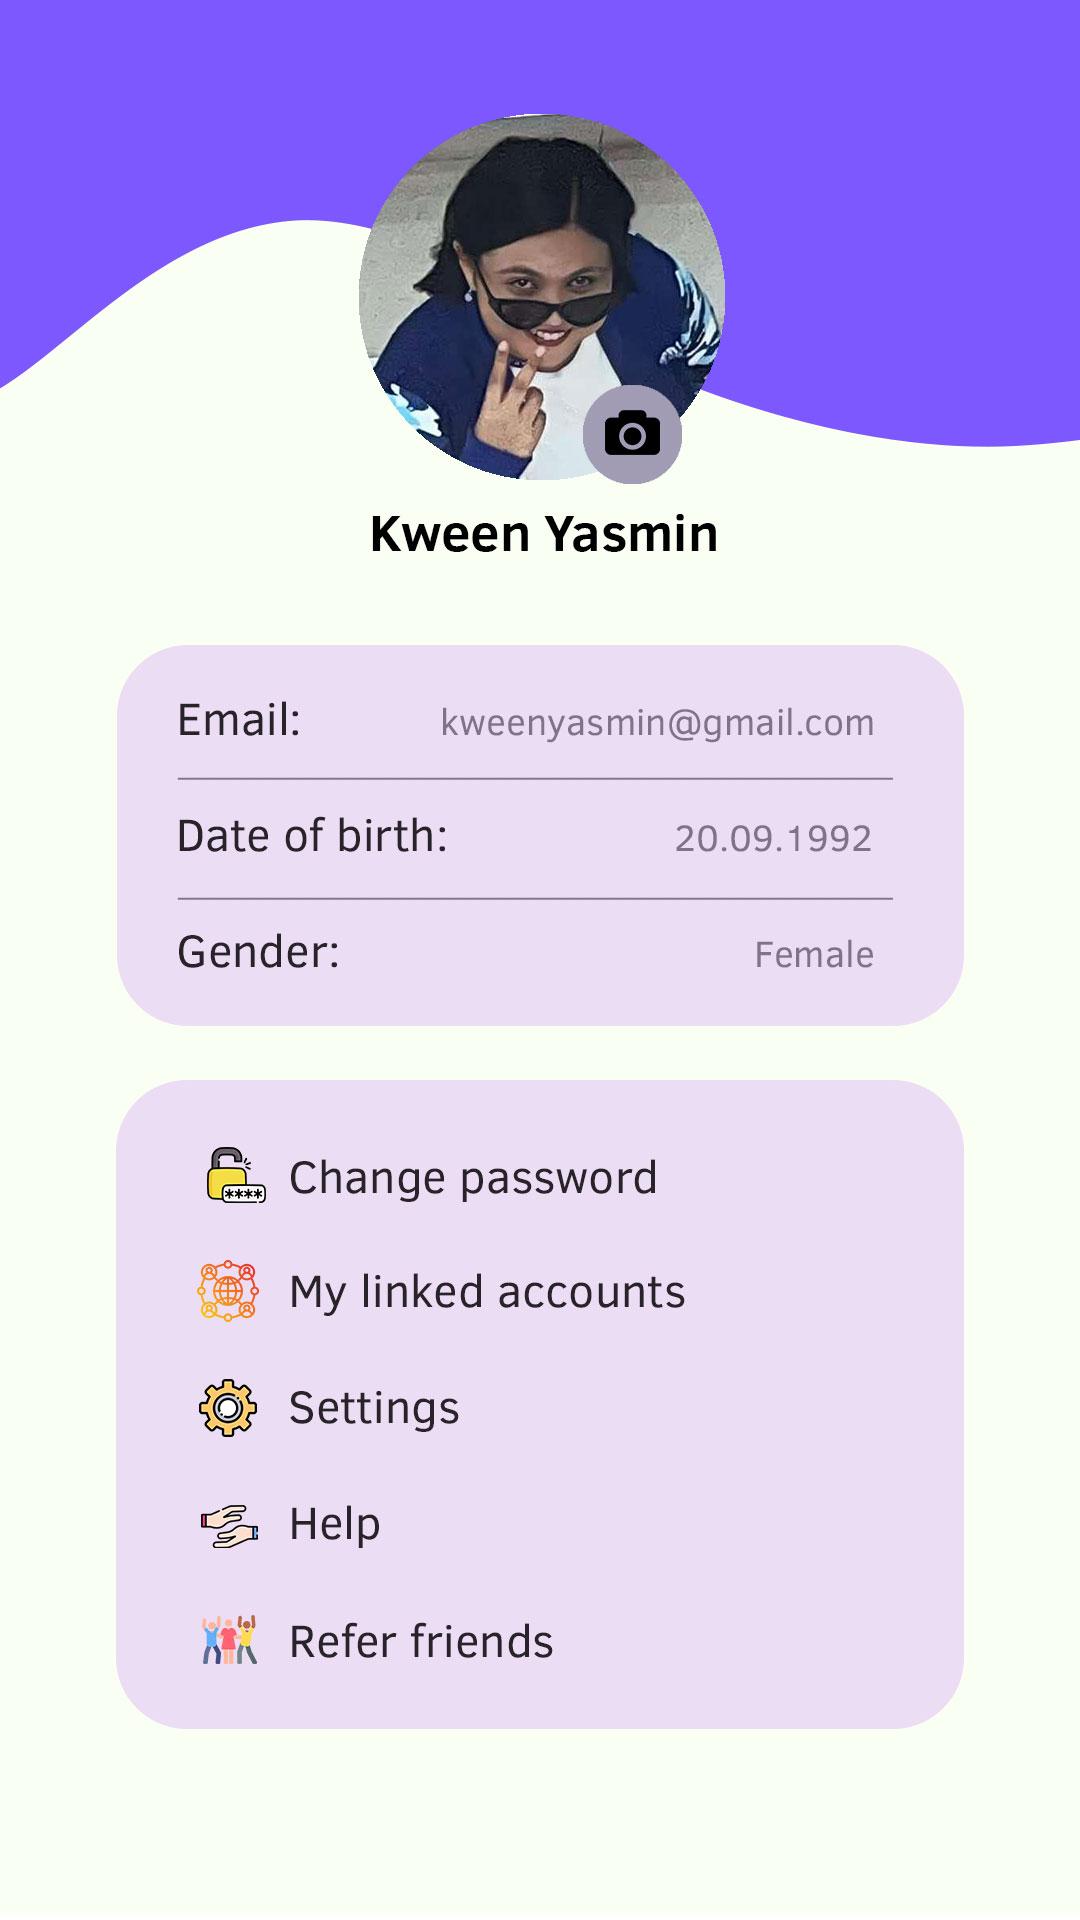 Kween Yasmin
Email: kweenyasmin@gmail.com
Date of birth: 20.09.1992
Gender: Female
****
Change password
My linked accounts
Settings
Help
Refer friends